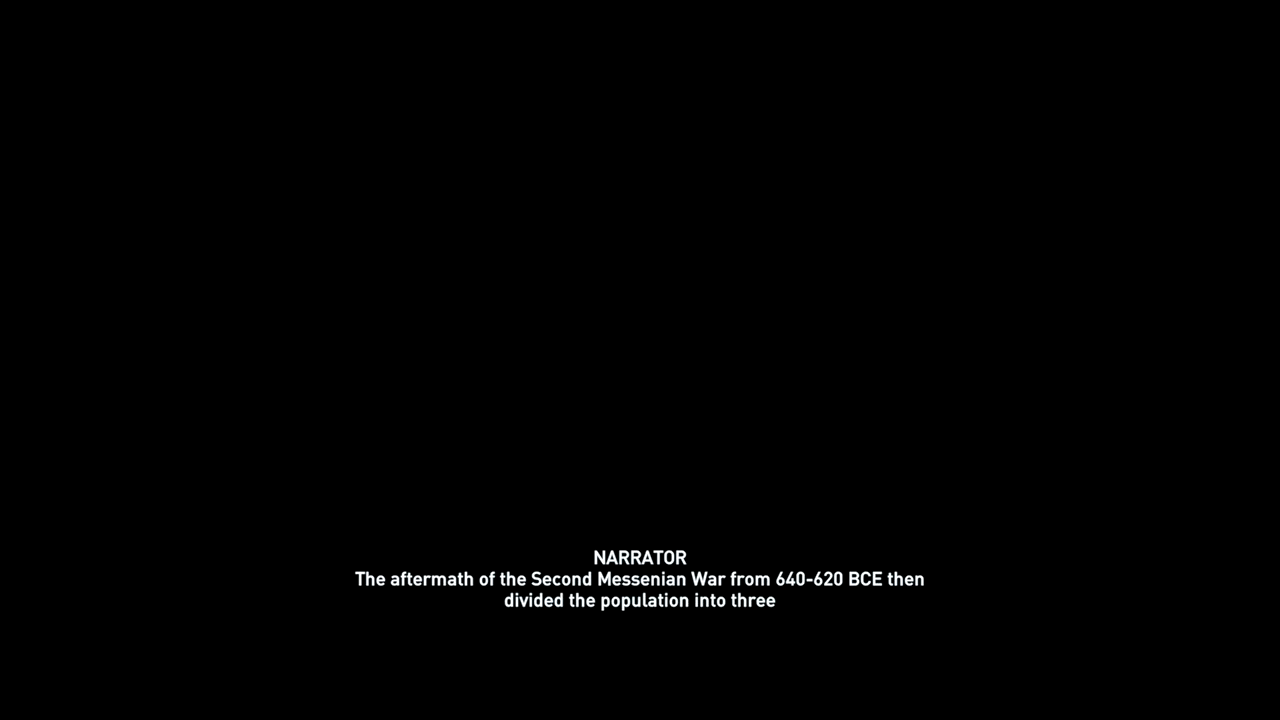 NARRATOR
The aftermath of the Second Messenian War from 640-620 BCE then
divided the population into three